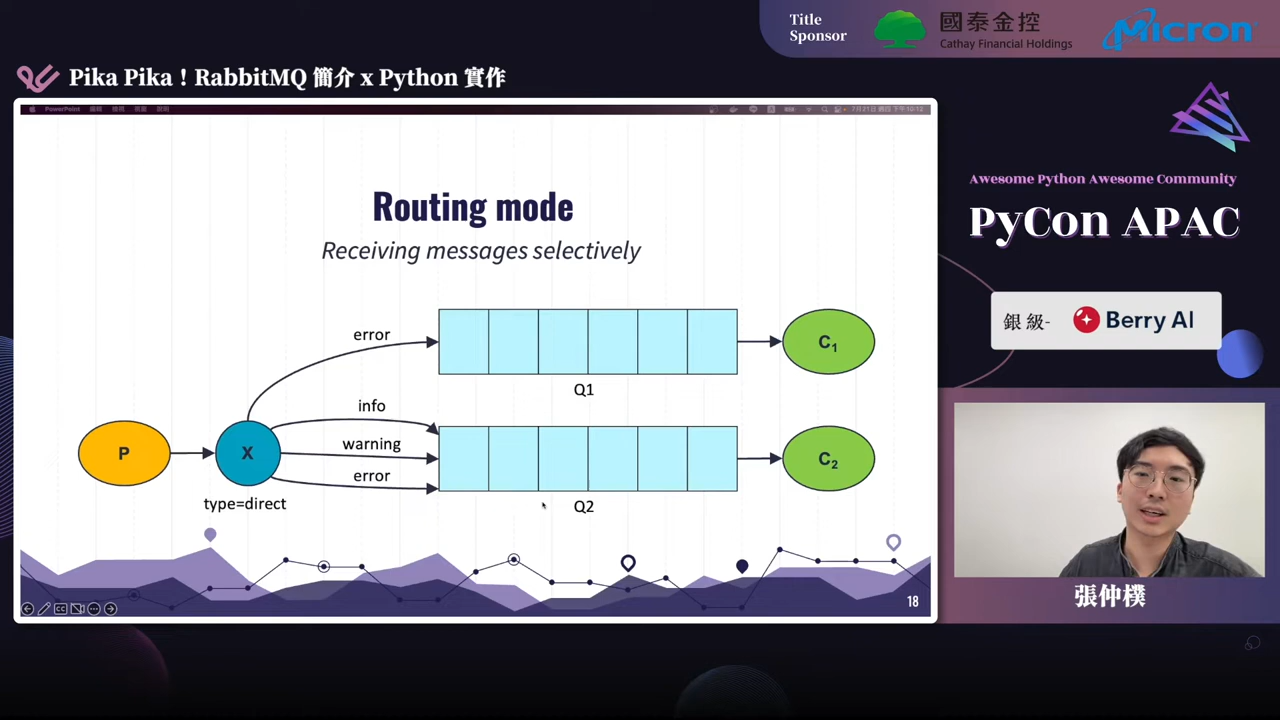 Title
Sponsor
國泰金控
Cathay Financial Holdings
Micron
Pika Pika！RabbitMQ 簡介 x Python 實作
PowerPoint
Routing mode
Receiving messages selectively
error
C1
Q1
info
P
X
warning
C2
error
type=direct
Q2
18
Awesome Python Awesome Community
PyCon APAC
銀級-
Berry AI
張仲樸